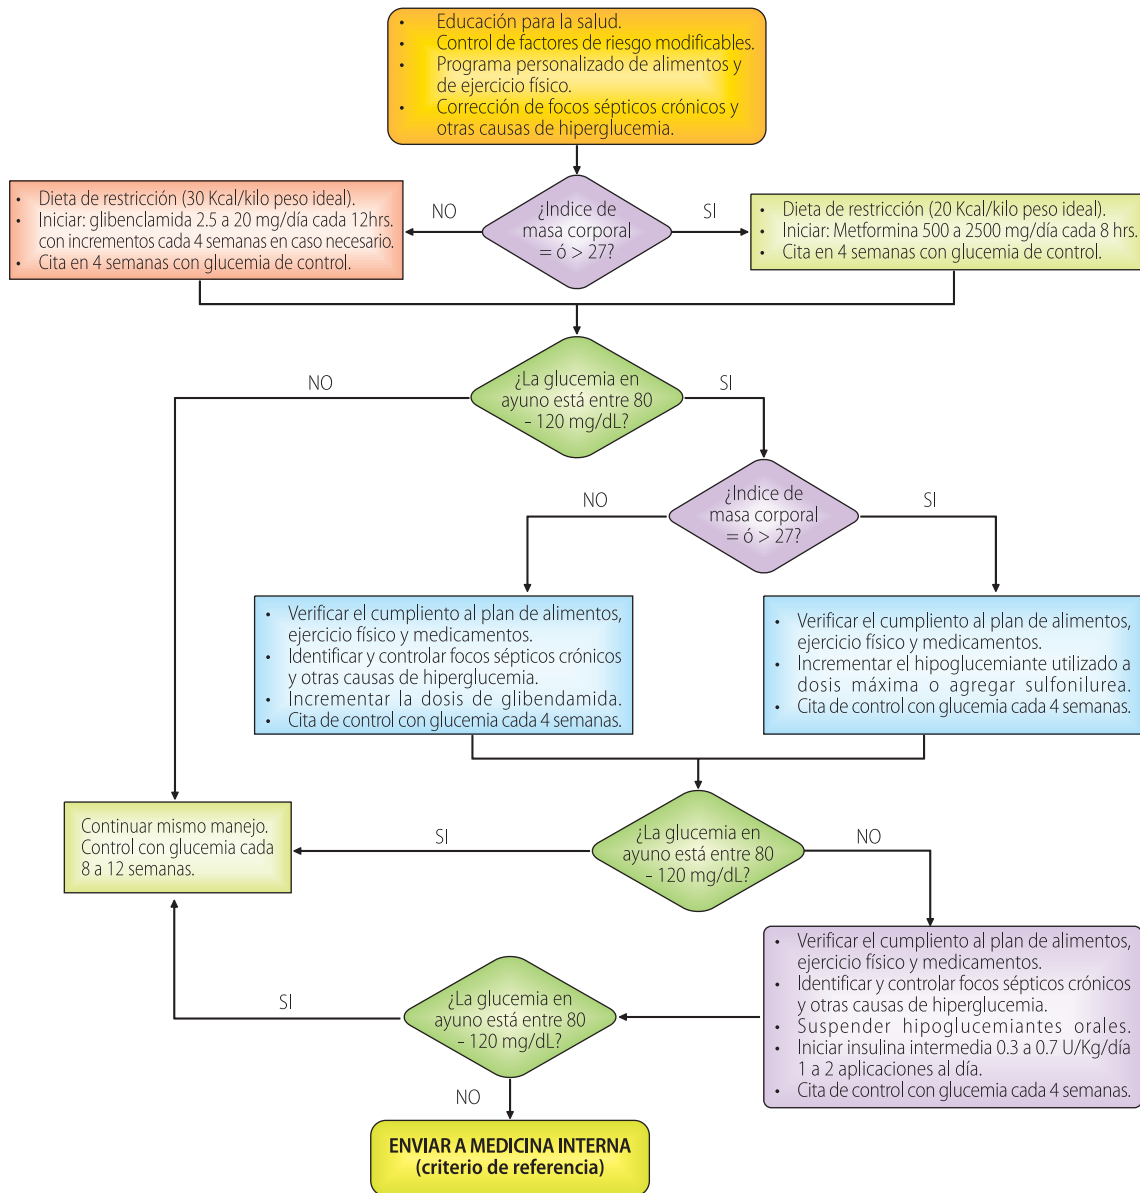 • Educación para la salud.
• Control de factores de riesgo modificables.
• Programa personalizado de alimentos y
de ejercicio físico.
• Corrección de focos sépticos crónicos y
otras causas de hiperglucemia.
• Dieta de restricción (30 Kcal/kilo peso ideal).
• Iniciar: glibenclamida 2.5 a 20 mg/día cada 12hrs.
con incrementos cada 4 semanas en caso necesario.
• Cita en 4 semanas con glucemia de control.
NO
¿Indice de
masa corporal
= ó > 27?
SI
• Dieta de restricción (20 Kcal/kilo peso ideal).
• Iniciar: Metformina 500 a 2500 mg/día cada 8 hrs.
• Cita en 4 semanas con glucemia de control.
NO
¿La glucemia en
ayuno está entre 80
- 120 mg/dL?
SI
NO
¿Indice de
masa corporal
= ó > 27?
SI
• Verificar el cumpliento al plan de alimentos,
ejercicio físico y medicamentos.
• Identificar y controlar focos sépticos crónicos
y otras causas de hiperglucemia.
• Incrementar la dosis de glibendamida.
• Cita de control con glucemia cada 4 semanas.
• Verificar el cumpliento al plan de alimentos,
ejercicio físico y medicamentos.
• Incrementar el hipoglucemiante utilizado a
dosis máxima o agregar sulfonilurea.
• Cita de control con glucemia cada 4 semanas.
Continuar mismo manejo.
Control con glucemia cada
8 a 12 semanas.
SI
¿La glucemia en
ayuno está entre 80
- 120 mg/dL?
NO
• Verificar el cumpliento al plan de alimentos,
ejercicio físico y medicamentos.
• Identificar y controlar focos sépticos crónicos
y otras causas de hiperglucemia.
• Suspender hipoglucemiantes orales.
• Iniciar insulina intermedia 0.3 a 0.7 U/Kg/día
1 a 2 aplicaciones al día.
• Cita de control con glucemia cada 4 semanas.
SI
¿La glucemia en
ayuno está entre 80
- 120 mg/dL?
NO
ENVIAR A MEDICINA INTERNA
(criterio de referencia)